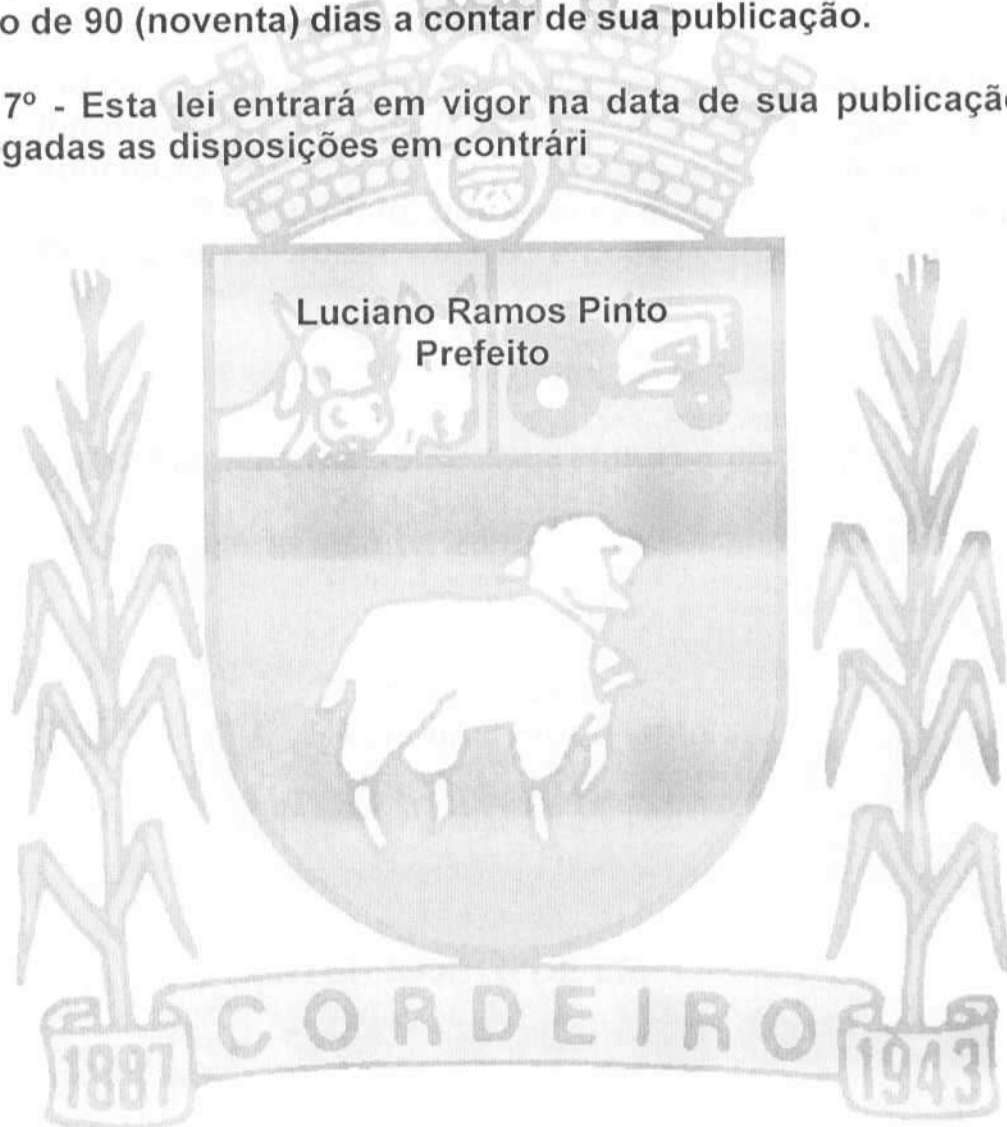 o de 90 (noventa) dias a contar de sua publicação.
7º - Esta lei entrará em vigor na data de sua publicaçã
gadas as disposições em contrári
Luciano Ramos Pinto
Prefeito
CORDEIRO
1887
1943